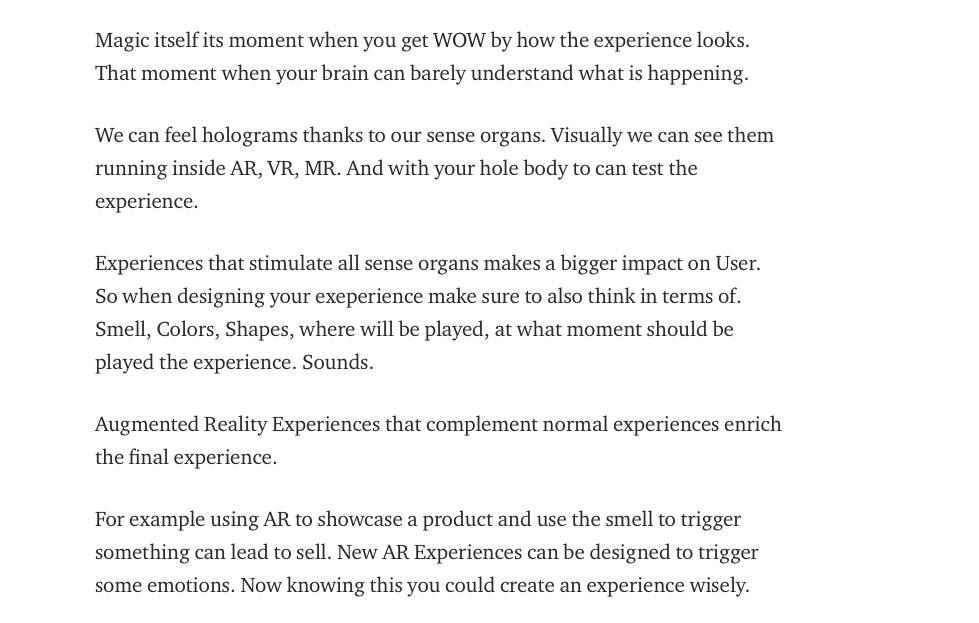 Magic itself its moment when you get WOW by how the experience looks.
That moment when your brain can barely understand what is happening.
We can feel holograms thanks to our sense organs. Visually we can see them
running inside AR, VR, MR. And with your hole body to can test the
experience.
Experiences that stimulate all sense organs makes a bigger impact on User.
So when designing your exeperience make sure to also think in terms of.
Smell, Colors, Shapes, where will be played, at what moment should be
played the experience. Sounds.
Augmented Reality Experiences that complement normal experiences enrich
the final experience.
For example using AR to showcase a product and use the smell to trigger
something can lead to sell. New AR Experiences can be designed to trigger
some emotions. Now knowing this you could create an experience wisely.